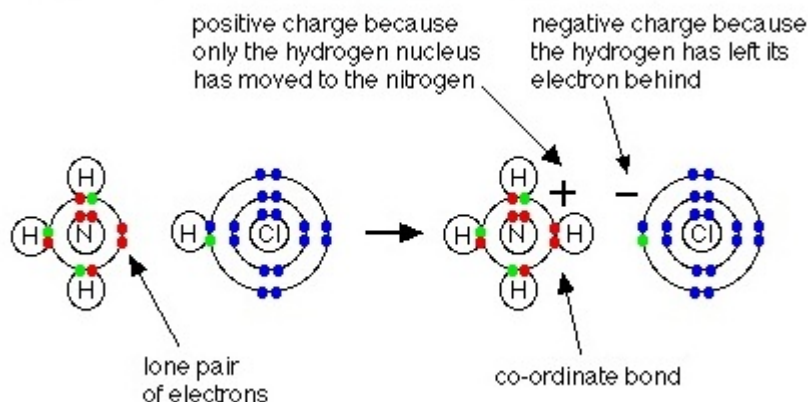 positive charge because
only the hydrogen nucleus
has moved to the nitrogen
negative charge because
the hydrogen has left its
electron behind
H
H
N
H
H
Cl
H
H
N
H
H
+
−
Cl
lone pair
of electrons
co-ordinate bond